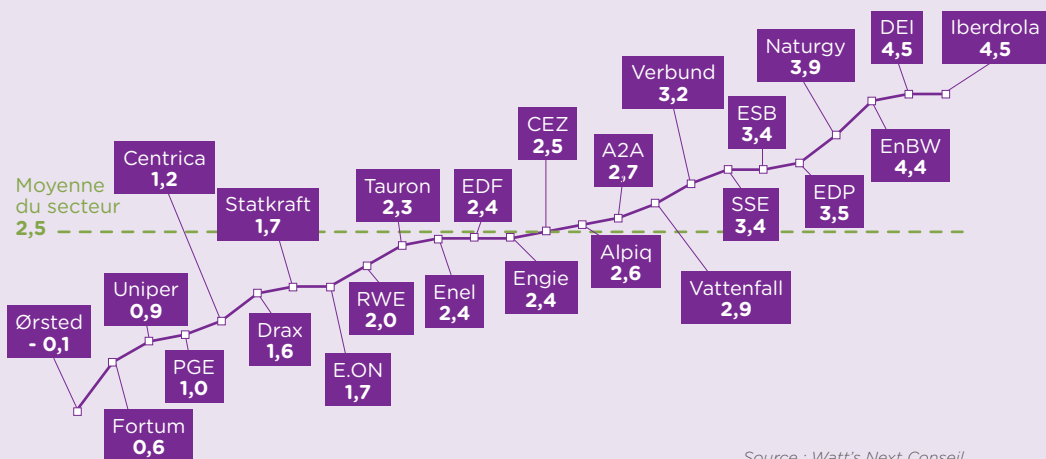 Moyenne
du secteur
2,5
Ørsted
- 0,1
Fortum
0,6
Uniper
0,9
PGE
1,0
Centrica
1,2
Drax
1,6
Statkraft
1,7
E.ON
1,7
RWE
2,0
Tauron
2,3
Enel
2,4
EDF
2,4
Engie
2,4
CEZ
2,5
Alpiq
2,6
A2A
2,7
Vattenfall
2,9
Verbund
3,2
SSE
3,4
ESB
3,4
EDP
3,5
Naturgy
3,9
EnBW
4,4
DEI
4,5
Iberdrola
4,5
Source : Watt's Next Conseil